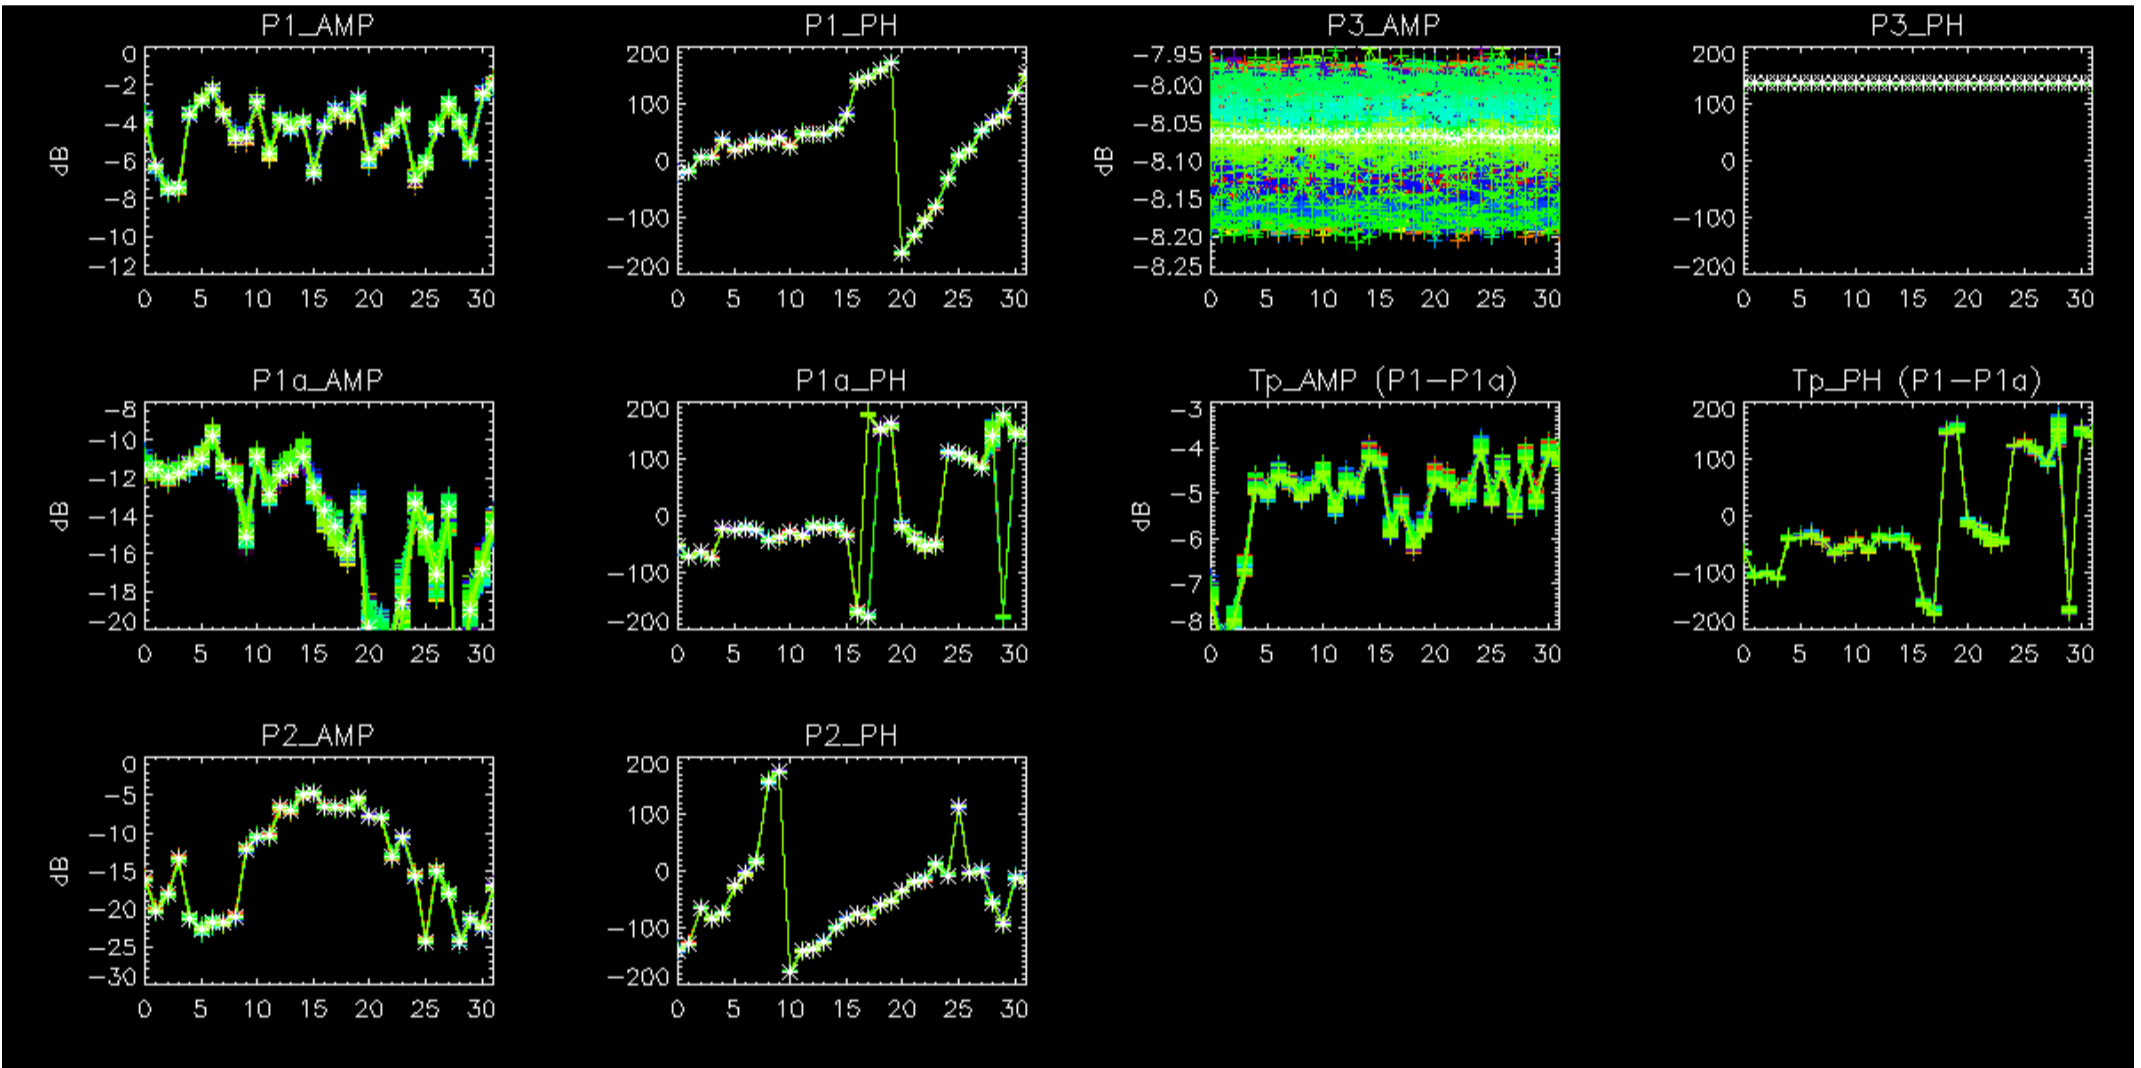 P1_AMP P1_PH P3_AMP P3_PH
0 200 -7.95 200
-2 -8.00
-4 100 -8.05 100
dB -6 0 dB -8.10 0
-8 -8.15
-10 -100 -8.20 -100
-12 -200 -8.25 -200
0 5 10 15 20 25 30 0 5 10 15 20 25 30 0 5 10 15 20 25 30 0 5 10 15 20 25 30
P1a_AMP P1a_PH Tp_AMP (P1-P1a) Tp_PH (P1-P1a)
-8 200 -3 200
-10 100 -4 100
-12
dB -14 0 dB -5 0
-16 -100 -6 -100
-18 -7
-20 -200 -8 -200
0 5 10 15 20 25 30 0 5 10 15 20 25 30 0 5 10 15 20 25 30 0 5 10 15 20 25 30
P2_AMP P2_PH
0 200
-5 100
-10
dB -15 0
-20 -100
-25
-30 -200
0 5 10 15 20 25 30 0 5 10 15 20 25 30